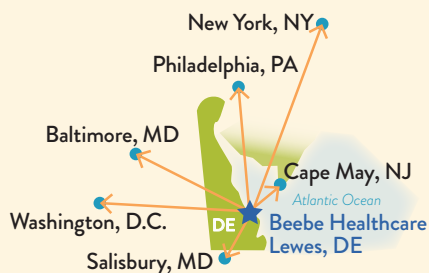 New York, NY
Philadelphia, PA
Baltimore, MD
Cape May, NJ
Atlantic Ocean
Washington, D.C.
DE
Beebe Healthcare
Lewes, DE
Salisbury, MD